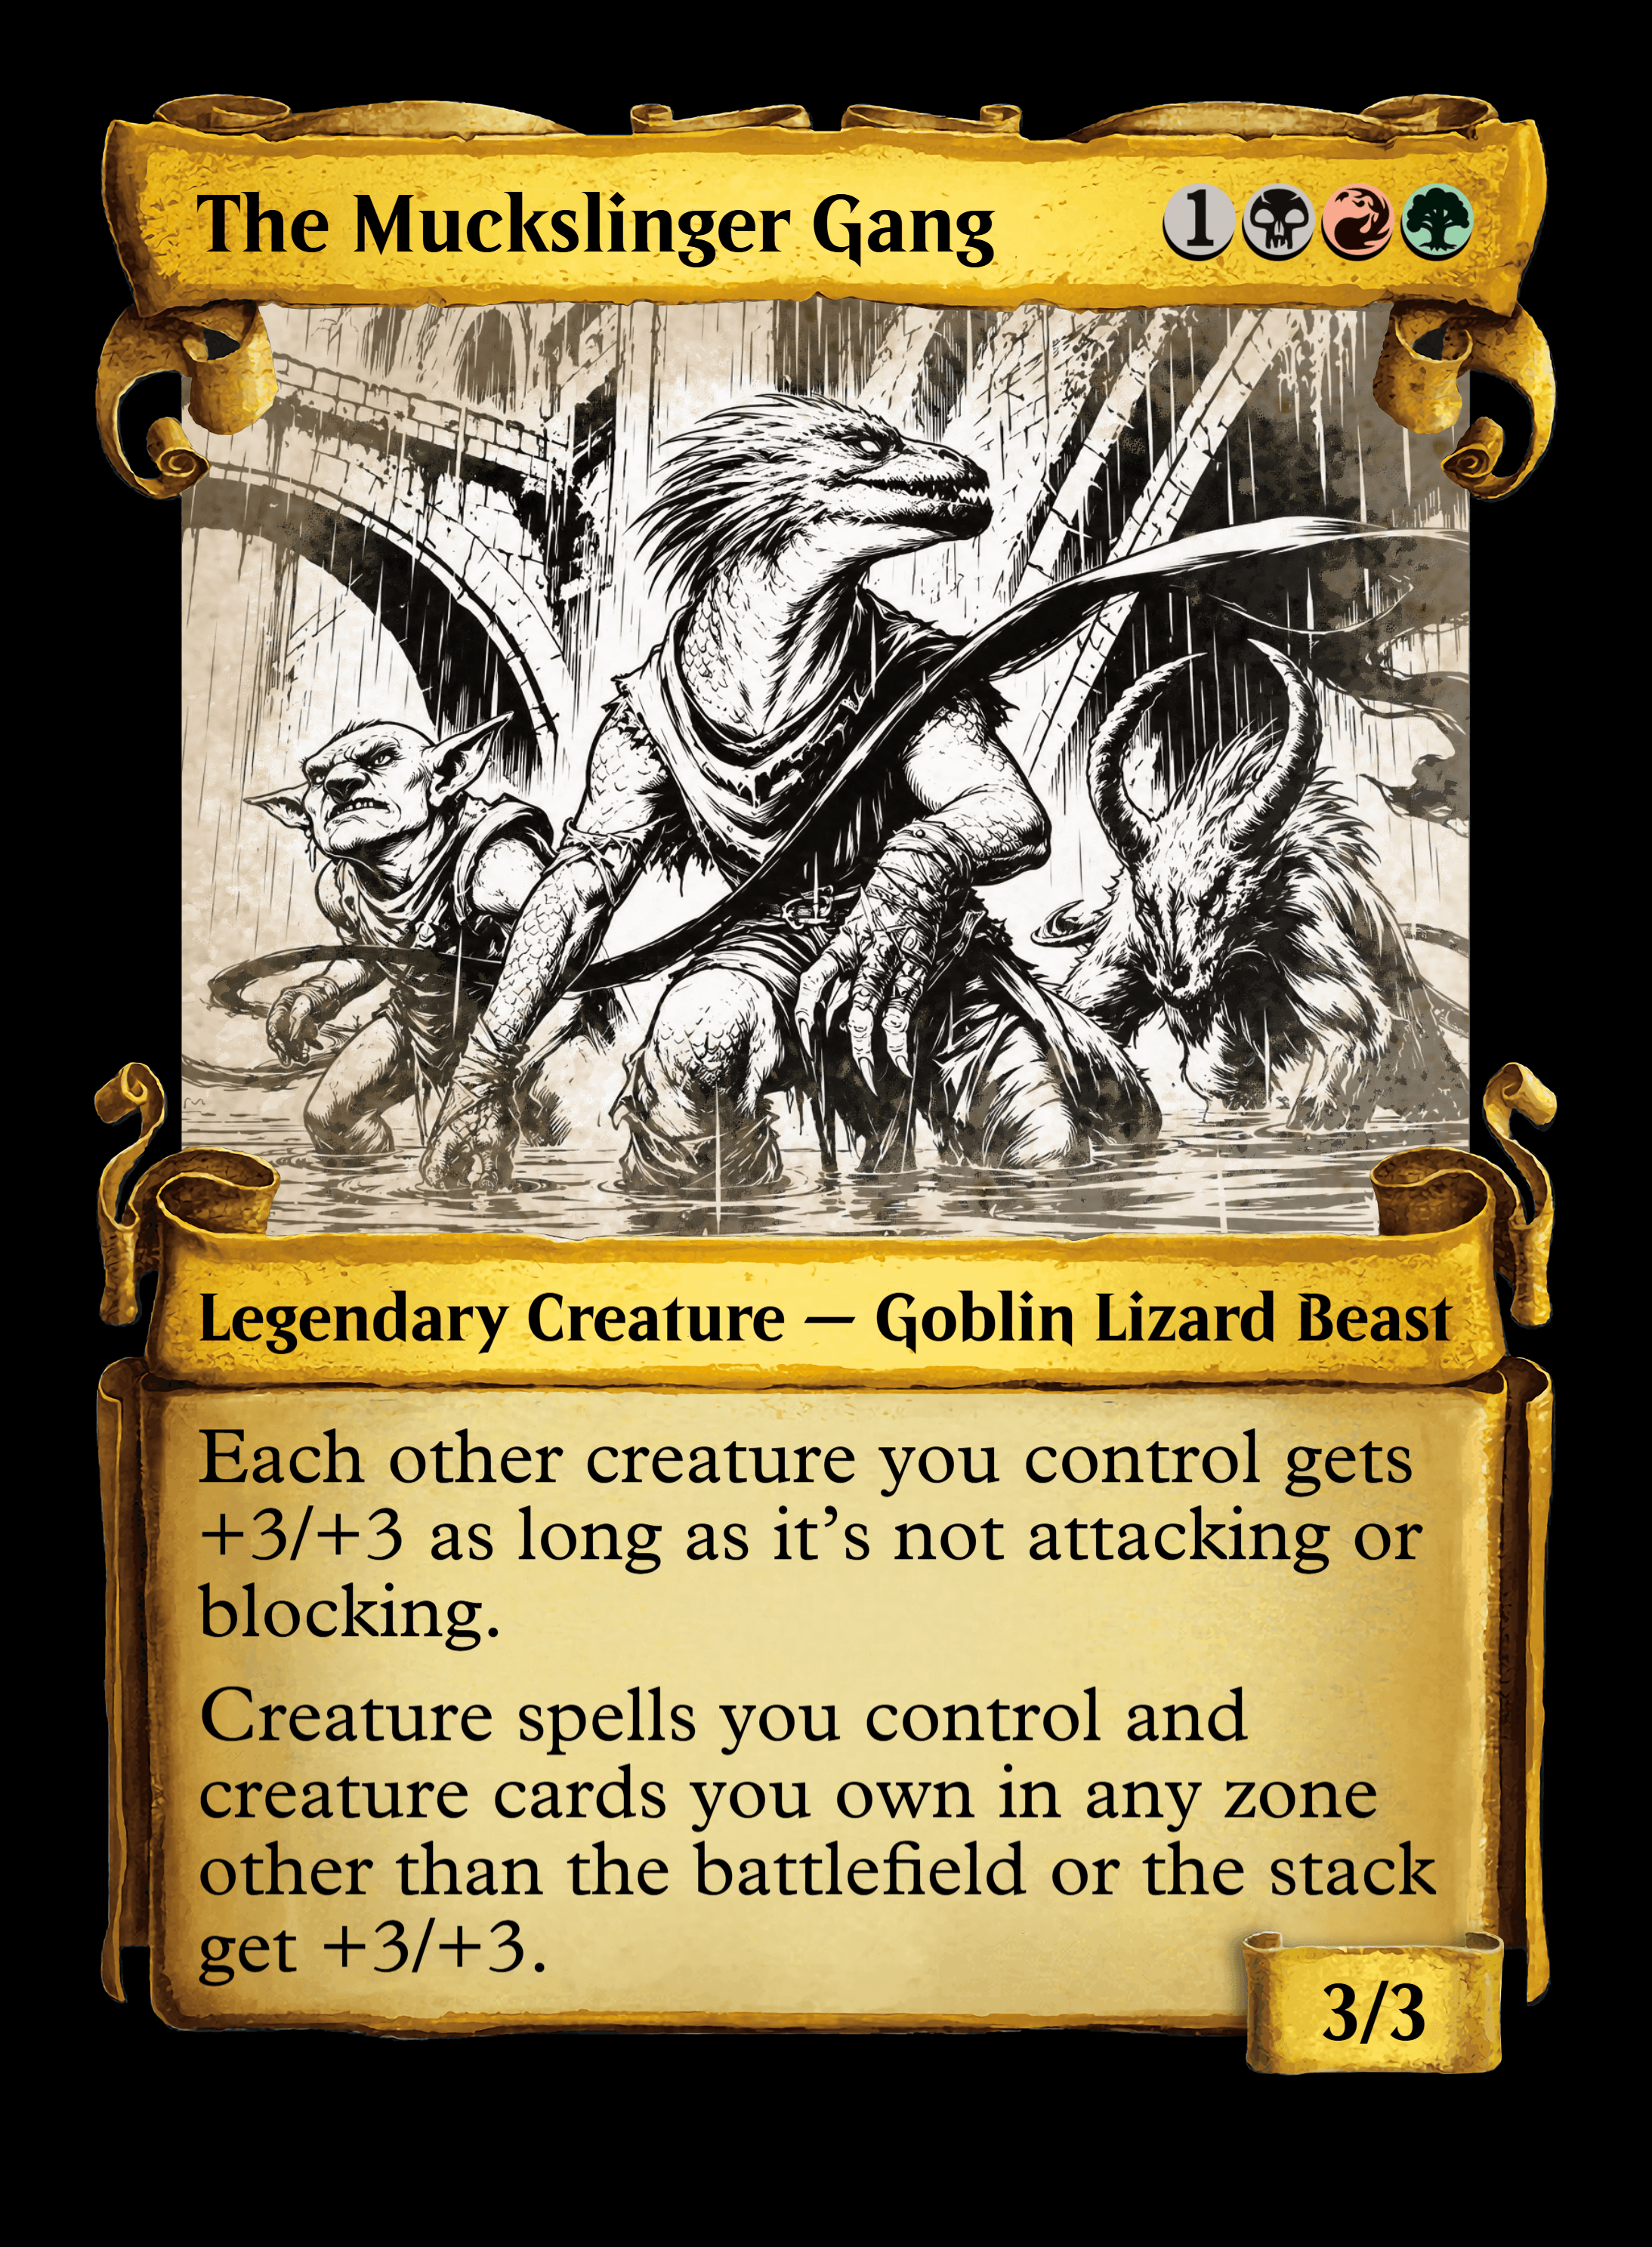 The Muckslinger Gang 1
Legendary Creature — Goblin Lizard Beast
Each other creature you control gets
+3/+3 as long as it’s not attacking or
blocking.
Creature spells you control and
creature cards you own in any zone
other than the battlefield or the stack
get +3/+3.
3/3